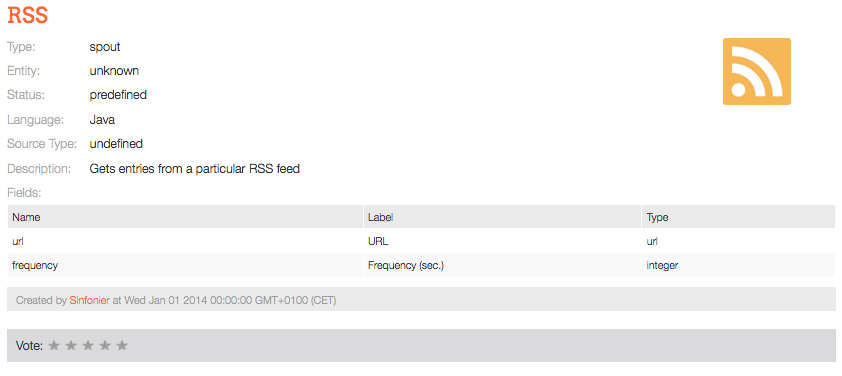 RSS
Type: spout
Entity: unknown
Status: predefined
Language: Java
Source Type: undefined
Description: Gets entries from a particular RSS feed
Fields:
Name Label Type
url URL url
frequency Frequency (sec.) integer
Created by Sinfonier at Wed Jan 01 2014 00:00:00 GMT+0100 (CET)
Vote: